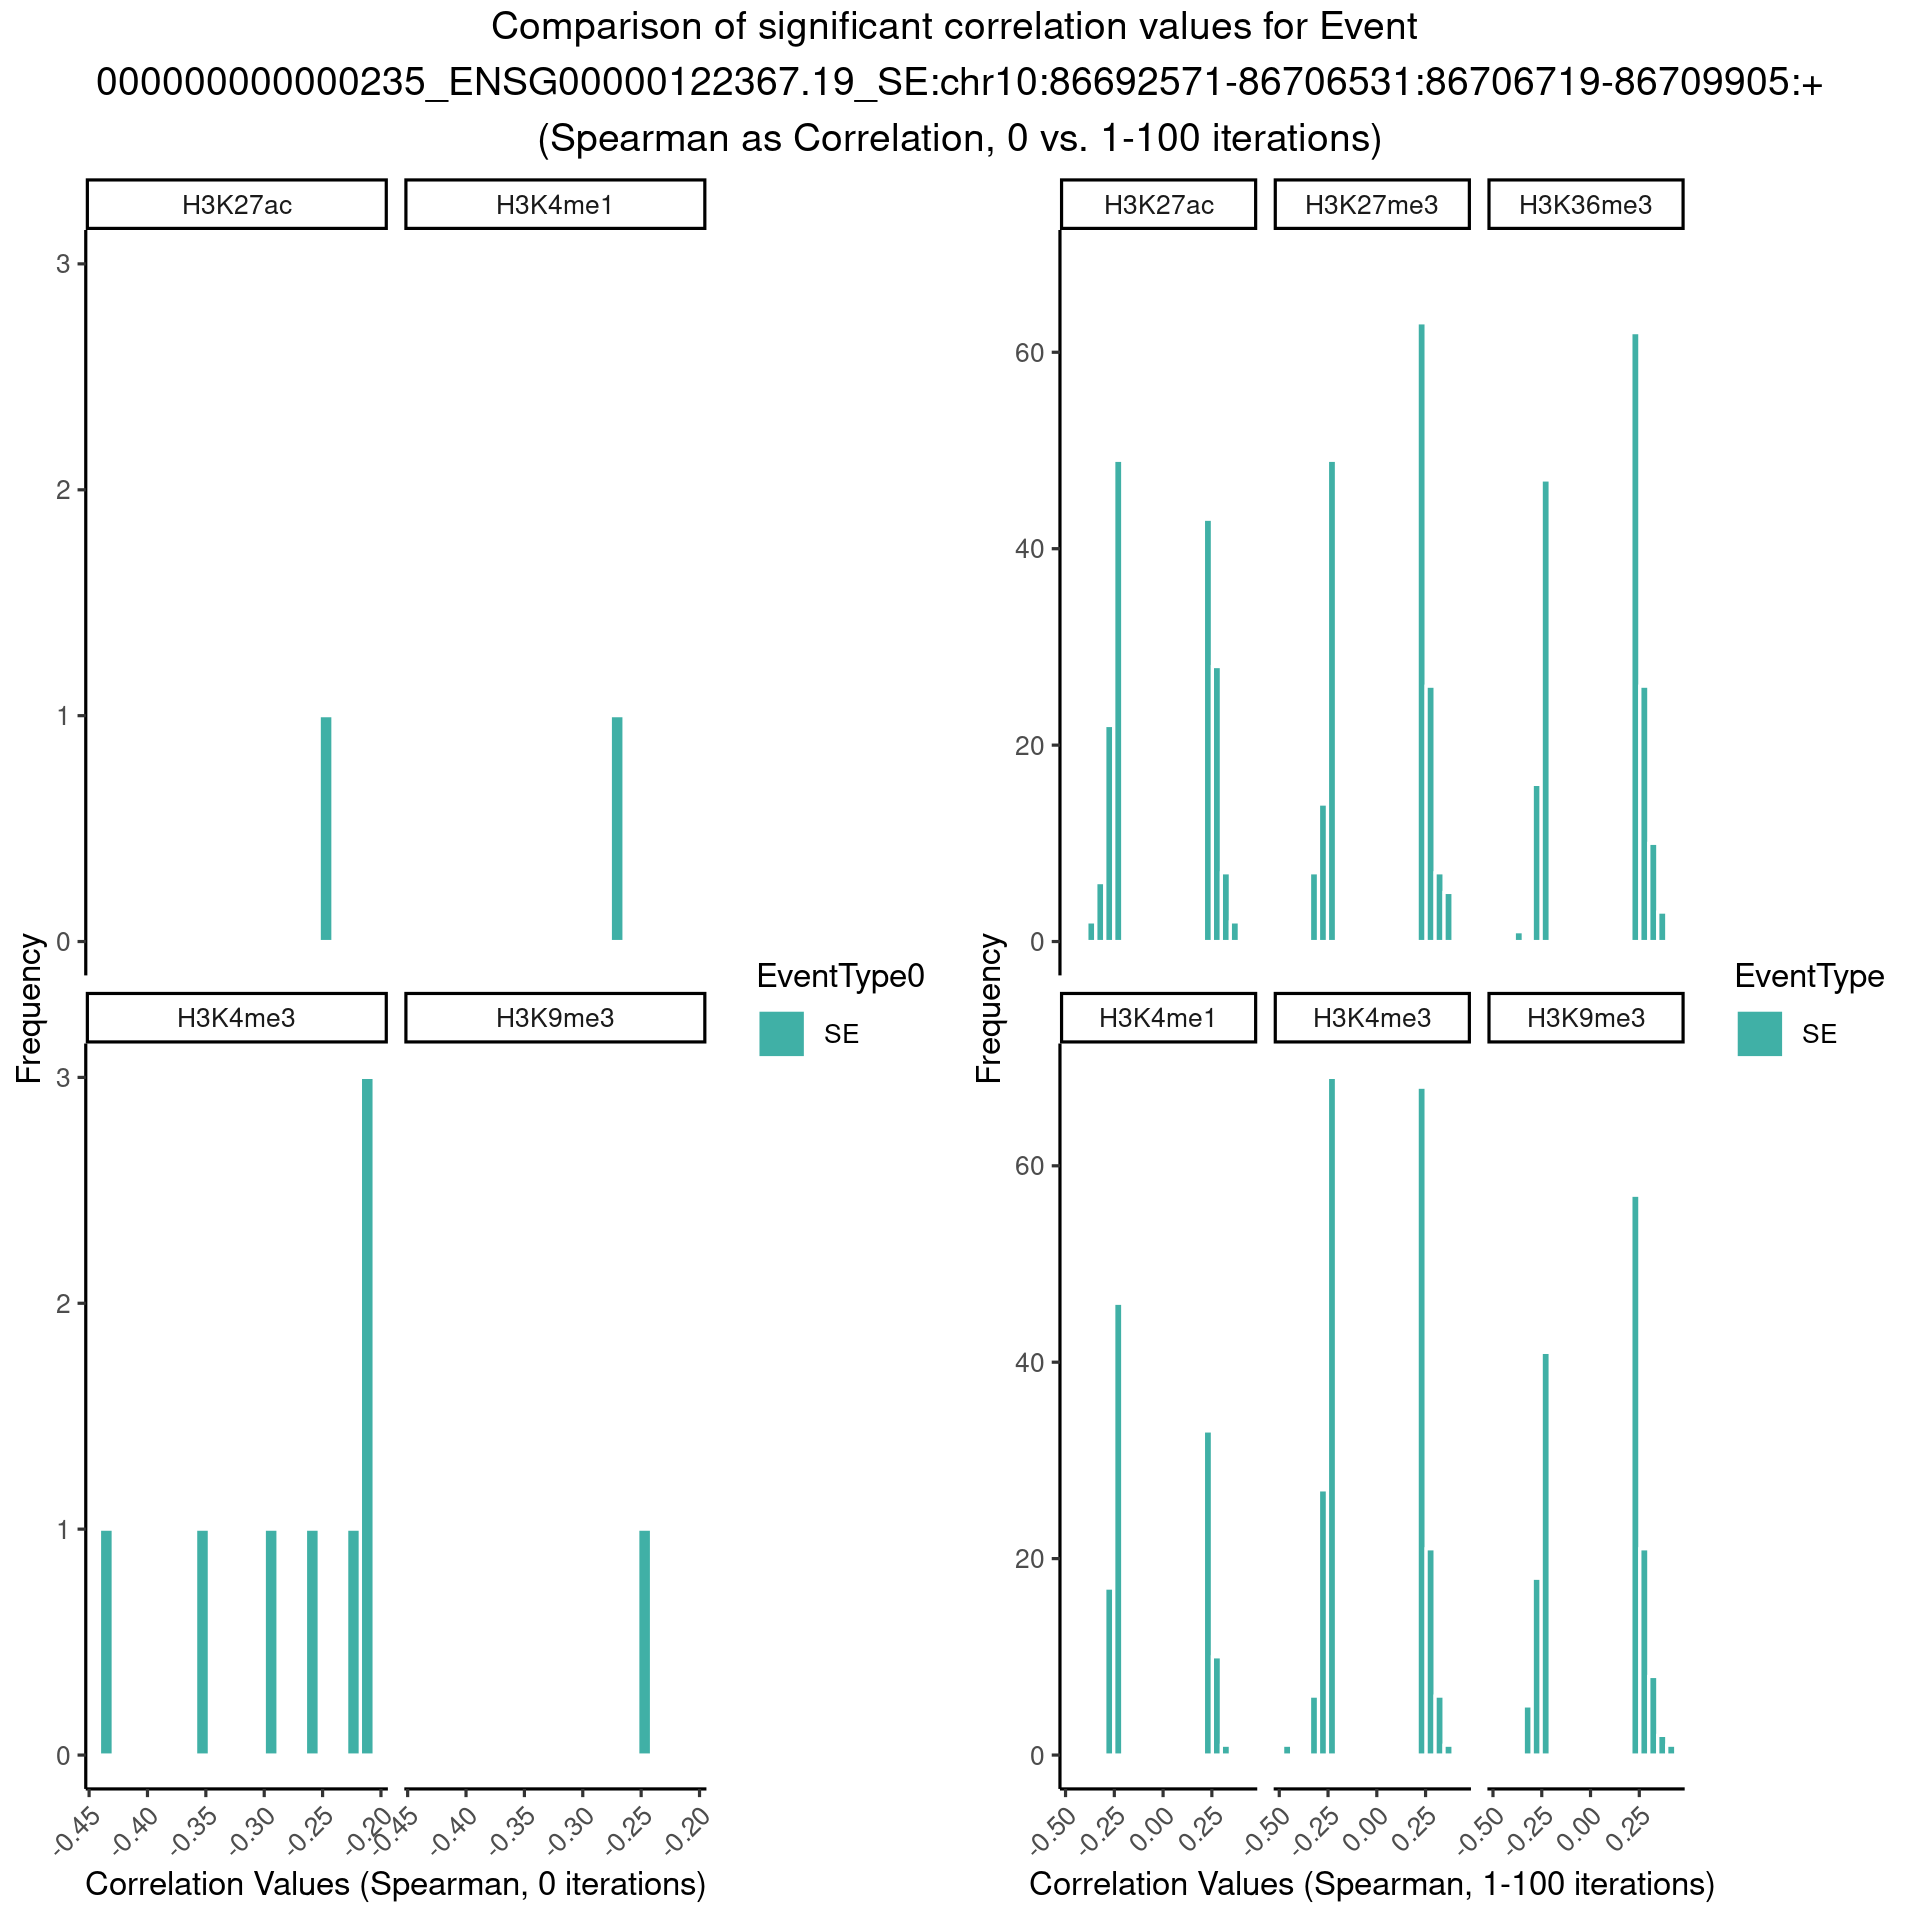 Comparison of significant correlation values for Event
000000000000235_ENSG00000122367.19_SE:chr10:86692571-86706531:86706719-86709905:+
(Spearman as Correlation, 0 vs. 1-100 iterations)
H3K27ac H3K4me1
3
2
1
0
H3K4me3 H3K9me3
3
2
1
0
Frequency
-0.45 -0.40 -0.35 -0.30 -0.25 -0.20 -0.45 -0.40 -0.35 -0.30 -0.25 -0.20
Correlation Values (Spearman, 0 iterations)
EventType0
SE
H3K27ac H3K27me3 H3K36me3
60
40
20
0
H3K4me1 H3K4me3 H3K9me3
60
40
20
0
Frequency
-0.50 -0.25 0.00 0.25 -0.50 -0.25 0.00 0.25 -0.50 -0.25 0.00 0.25
Correlation Values (Spearman, 1-100 iterations)
EventType
SE